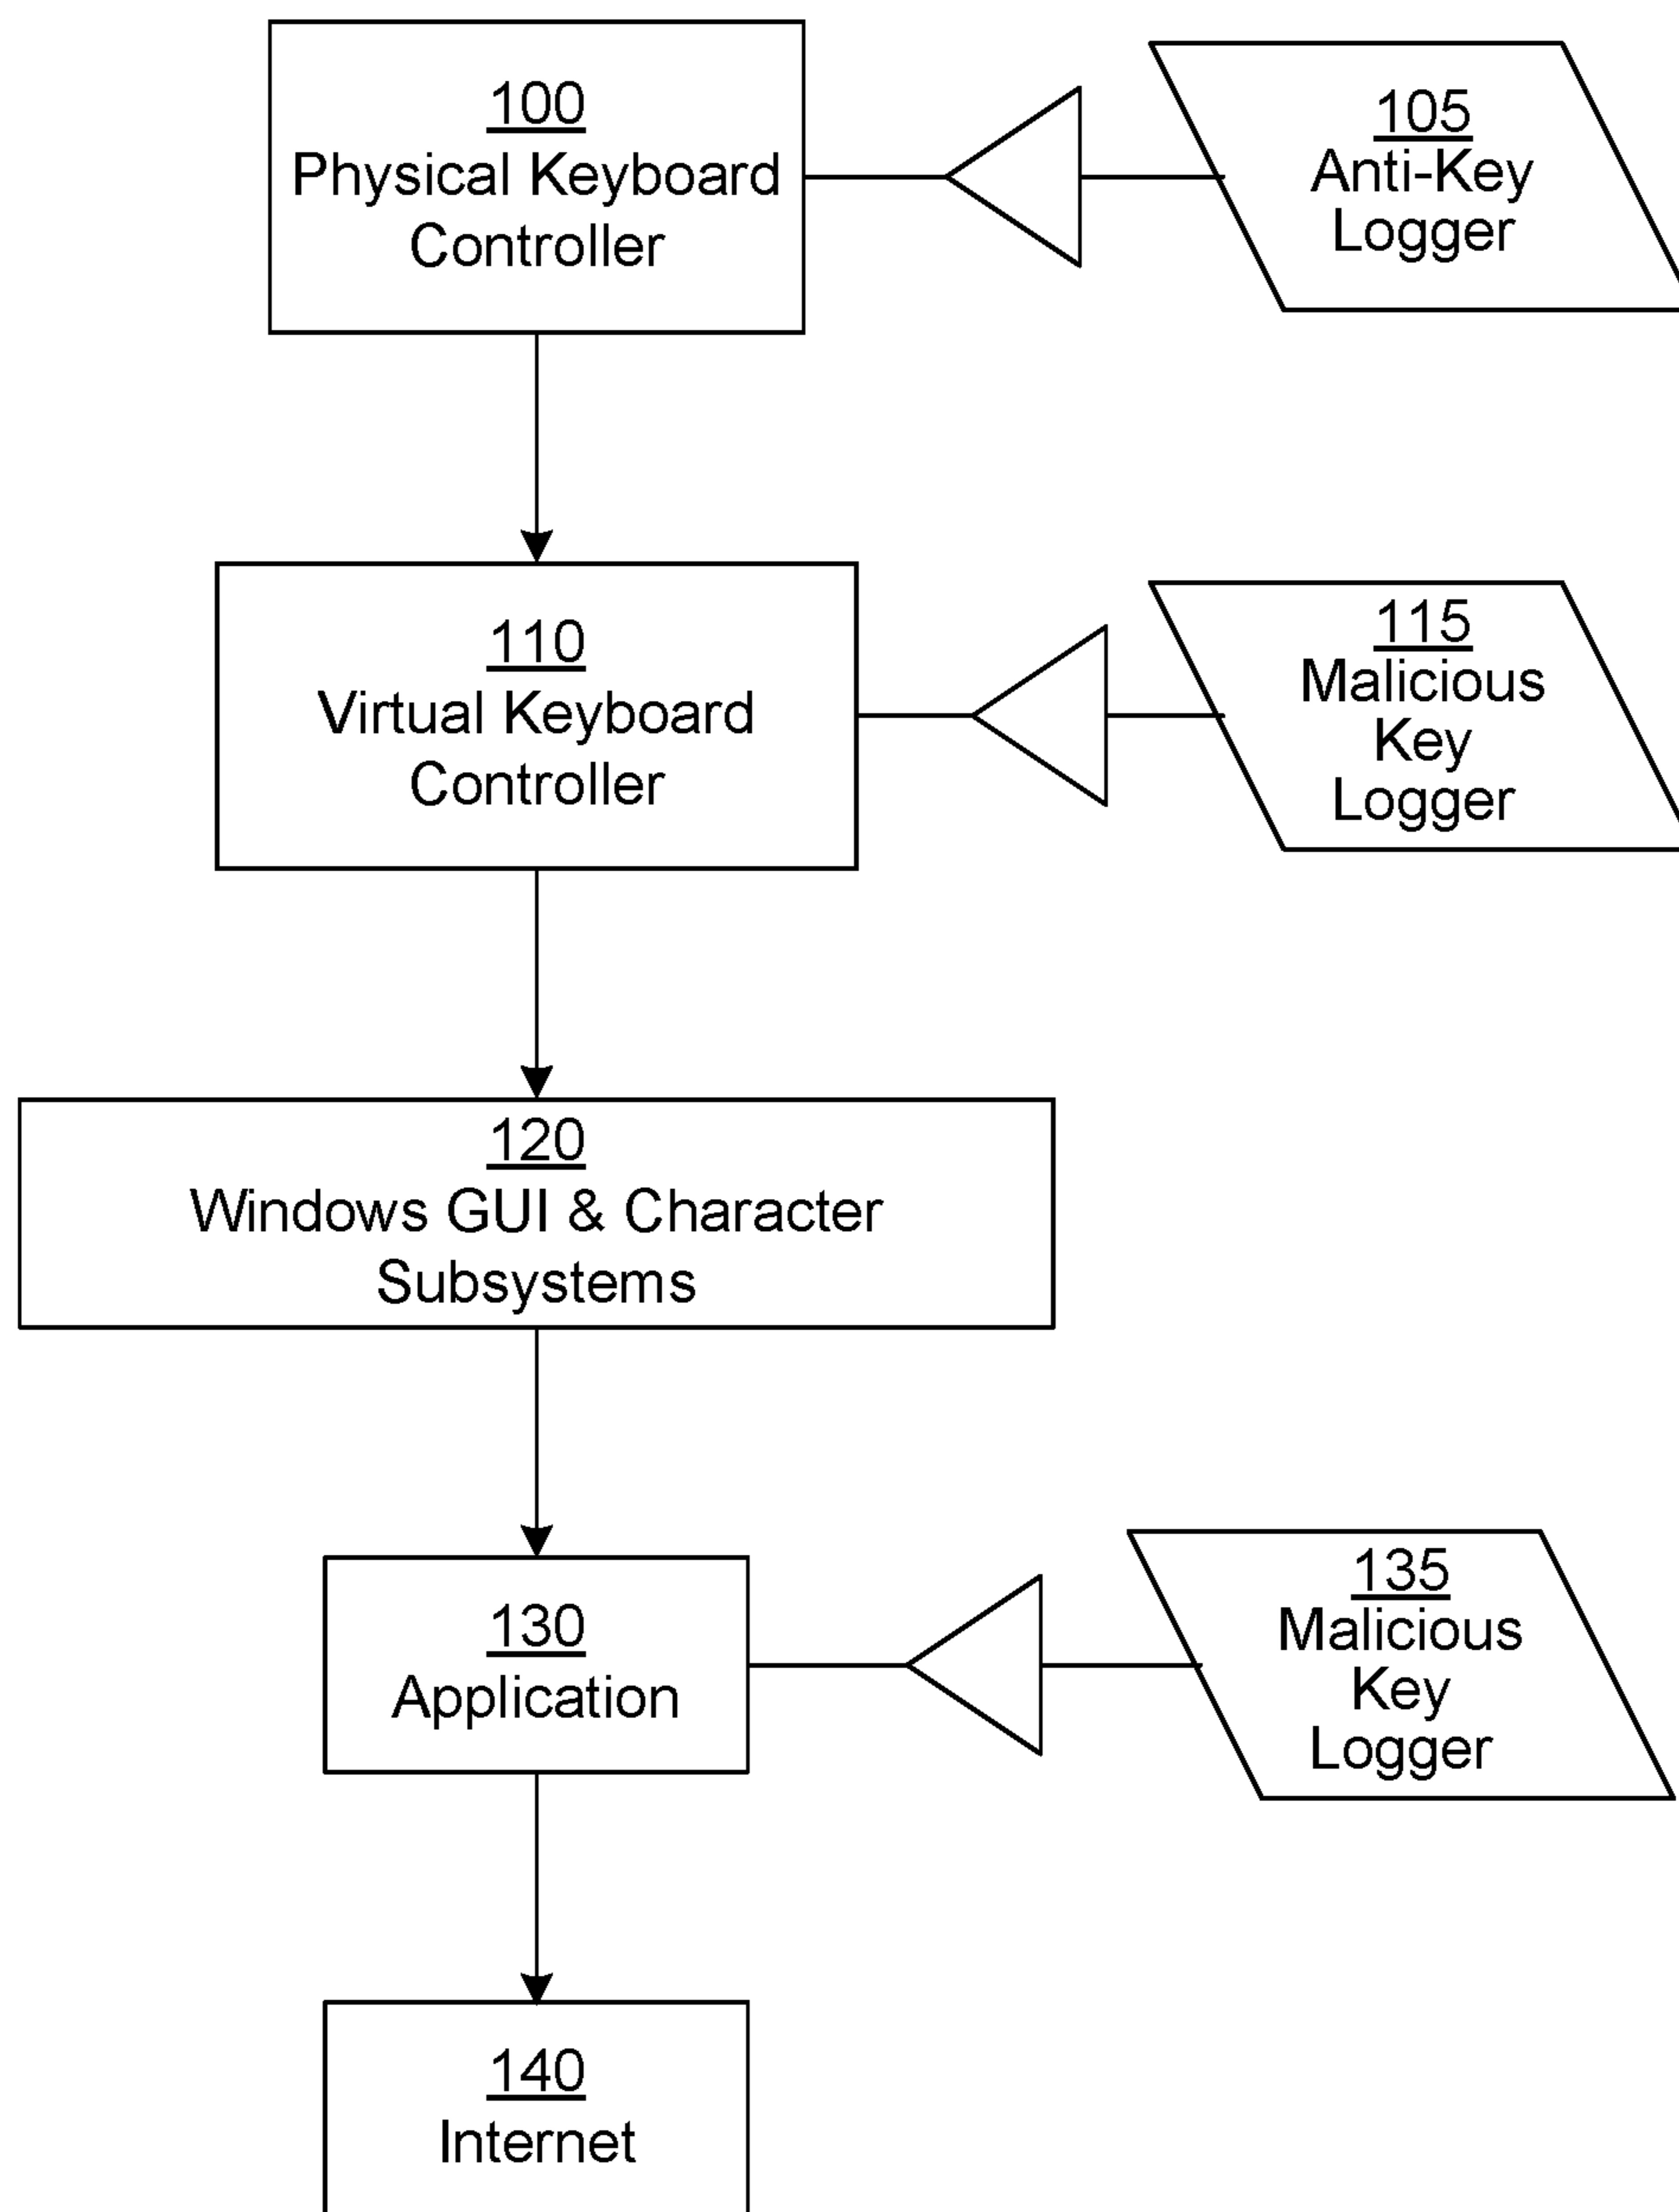 100
Physical Keyboard
Controller
105
Anti-Key
Logger
110
Virtual Keyboard
Controller
115
Malicious
Key
Logger
120
Windows GUI & Character
Subsystems
130
Application
135
Malicious
Key
Logger
140
Internet